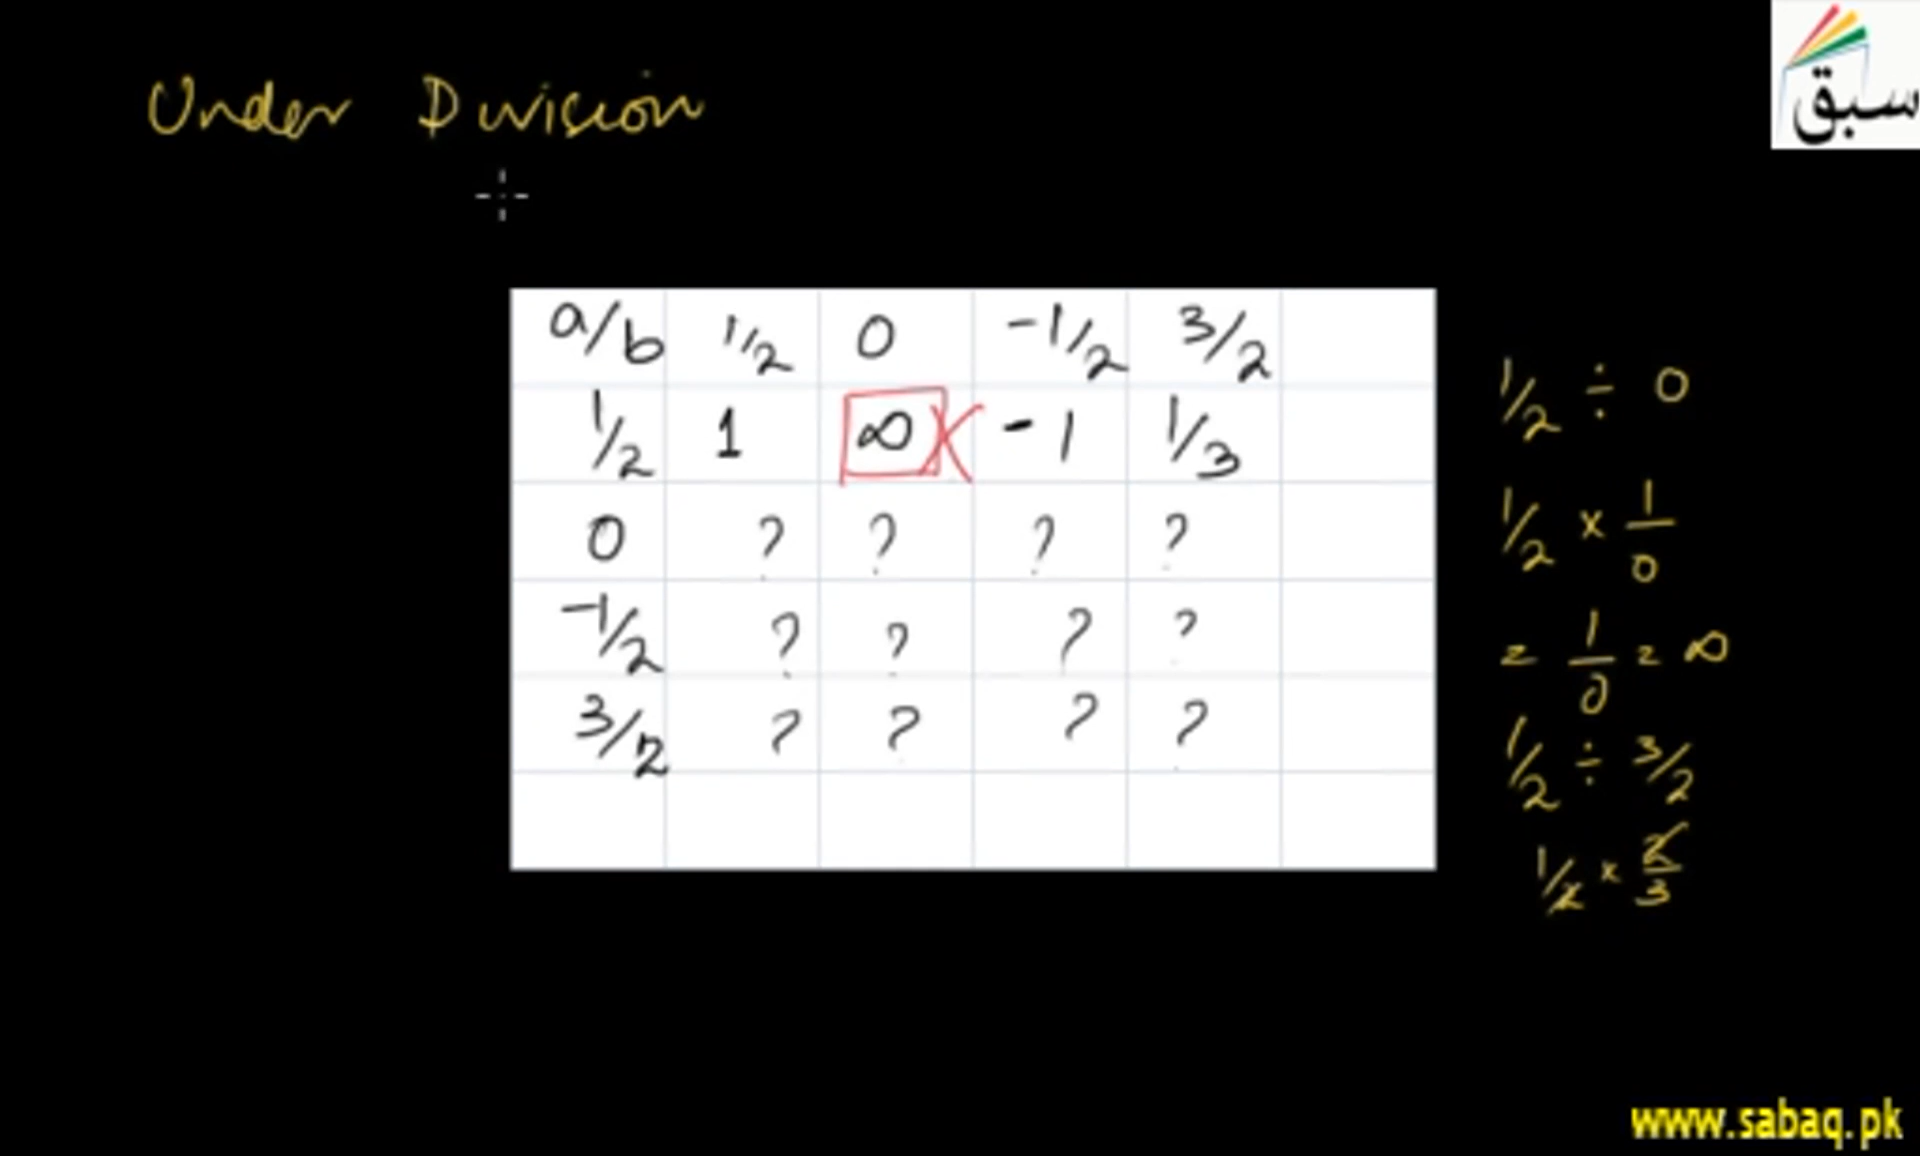 Under Division
سبق
a/b 1/2 0 -1/2 3/2
1/2 1 ∞ X -1 1/3
0 ? ? ? ?
-1/2 ? ? ? ?
3/2 ? ? ? ?
1/2 ÷ 0
1/2 × 1/0
= 1/0 = ∞
1/2 ÷ 3/2
1/2 × 2/3
www.sabaq.pk